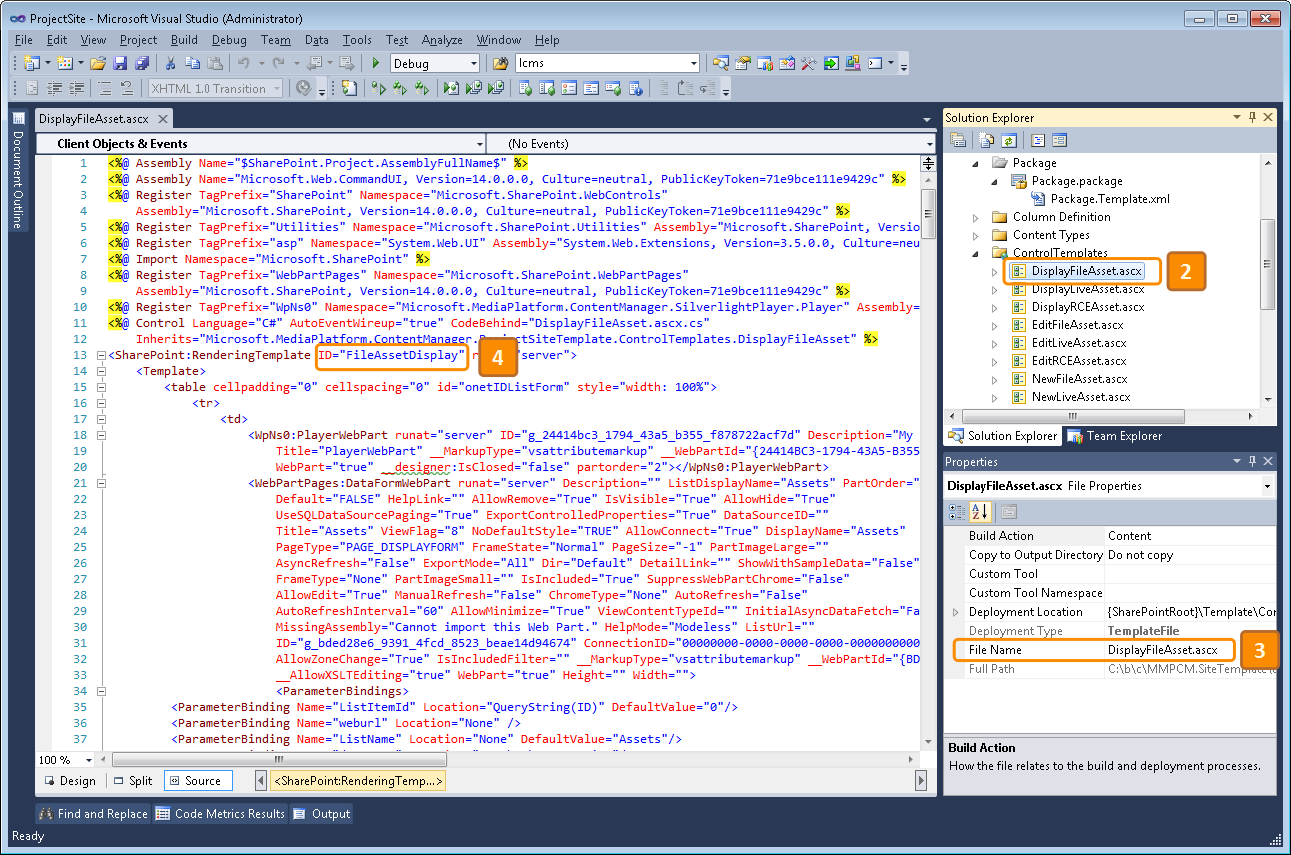 ProjectSite - Microsoft Visual Studio (Administrator)
File Edit View Project Build Debug Team Data Tools Test Analyze Window Help
Debug lcms
XHTML 1.0 Transition
Document Outline
DisplayFileAsset.ascx
Client Objects & Events (No Events)
1 <%@ Assembly Name="$SharePoint.Project.AssemblyFullName$" %>
2 <%@ Assembly Name="Microsoft.Web.CommandUI, Version=14.0.0.0, Culture=neutral, PublicKeyToken=71e9bce111e9429c" %>
3 <%@ Register TagPrefix="SharePoint" Namespace="Microsoft.SharePoint.WebControls"
4 Assembly="Microsoft.SharePoint, Version=14.0.0.0, Culture=neutral, PublicKeyToken=71e9bce111e9429c" %>
5 <%@ Register TagPrefix="Utilities" Namespace="Microsoft.SharePoint.Utilities" Assembly="Microsoft.SharePoint, Versio
6 <%@ Register TagPrefix="asp" Namespace="System.Web.UI" Assembly="System.Web.Extensions, Version=3.5.0.0, Culture=neu
7 <%@ Import Namespace="Microsoft.SharePoint" %>
8 <%@ Register TagPrefix="WebPartPages" Namespace="Microsoft.SharePoint.WebPartPages"
9 Assembly="Microsoft.SharePoint, Version=14.0.0.0, Culture=neutral, PublicKeyToken=71e9bce111e9429c" %>
10 <%@ Register TagPrefix="WpNs0" Namespace="Microsoft.MediaPlatform.ContentManager.SilverlightPlayer.Player" Assembly=
11 <%@ Control Language="C#" AutoEventWireup="true" CodeBehind="DisplayFileAsset.ascx.cs"
12 Inherits="Microsoft.MediaPlatform.ContentManager. ctSiteTemplate.ControlTemplates.DisplayFileAsset" %>
13 <SharePoint:RenderingTemplate ID="FileAssetDisplay" r "server">
4
14 <Template>
15 <table cellpadding="0" cellspacing="0" id="onetIDListForm" style="width: 100%">
16 <tr>
17 <td>
18 <WpNs0:PlayerWebPart runat="server" ID="g_24414bc3_1794_43a5_b355_f878722acf7d" Description="My
19 Title="PlayerWebPart" __MarkupType="vsattributemarkup" __WebPartId="{24414BC3-1794-43A5-B355
20 WebPart="true" __designer:IsClosed="false" partorder="2"></WpNs0:PlayerWebPart>
21 <WebPartPages:DataFormWebPart runat="server" Description="" ListDisplayName="Assets" PartOrder="
22 Default="FALSE" HelpLink="" AllowRemove="True" IsVisible="True" AllowHide="True"
23 UseSQLDataSourcePaging="True" ExportControlledProperties="True" DataSourceID=""
24 Title="Assets" ViewFlag="8" NoDefaultStyle="TRUE" AllowConnect="True" DisplayName="Assets"
25 PageType="PAGE_DISPLAYFORM" FrameState="Normal" PageSize="-1" PartImageLarge=""
26 AsyncRefresh="False" ExportMode="All" Dir="Default" DetailLink="" ShowWithSampleData="False"
27 FrameType="None" PartImageSmall="" IsIncluded="True" SuppressWebPartChrome="False"
28 AllowEdit="True" ManualRefresh="False" ChromeType="None" AutoRefresh="False"
29 AutoRefreshInterval="60" AllowMinimize="True" ViewContentTypeId="" InitialAsyncDataFetch="Fa
30 MissingAssembly="Cannot import this Web Part." HelpMode="Modeless" ListUrl=""
31 ID="g_bded28e6_9391_4fcd_8523_beae14d94674" ConnectionID="00000000-0000-0000-0000-0000000000
32 AllowZoneChange="True" IsIncludedFilter="" __MarkupType="vsattributemarkup" __WebPartId="{BD
33 __AllowXSLTEditing="true" WebPart="true" Height="" Width="">
34 <ParameterBindings>
35 <ParameterBinding Name="ListItemId" Location="QueryString(ID)" DefaultValue="0"/>
36 <ParameterBinding Name="weburl" Location="None" />
37 <ParameterBinding Name="ListName" Location="None" DefaultValue="Assets"/>
100 %
Design Split Source <SharePoint:RenderingTemp...>
Solution Explorer
Package
Package.package
Package.Template.xml
Column Definition
Content Types
ControlTemplates
DisplayFileAsset.ascx
2
DisplayLiveAsset.ascx
DisplayRCEAsset.ascx
EditFileAsset.ascx
EditLiveAsset.ascx
EditRCEAsset.ascx
NewFileAsset.ascx
NewLiveAsset.ascx
Solution Explorer Team Explorer
Properties
DisplayFileAsset.ascx File Properties
Build Action Content
Copy to Output Directory Do not copy
Custom Tool
Custom Tool Namespace
Deployment Location {SharePointRoot}\Template\Cor
Deployment Type TemplateFile
File Name DisplayFileAsset.ascx
3
Full Path C:\b\c\MMPCM.SiteTemplate
Build Action
How the file relates to the build and deployment processes.
Find and Replace Code Metrics Results Output
Ready